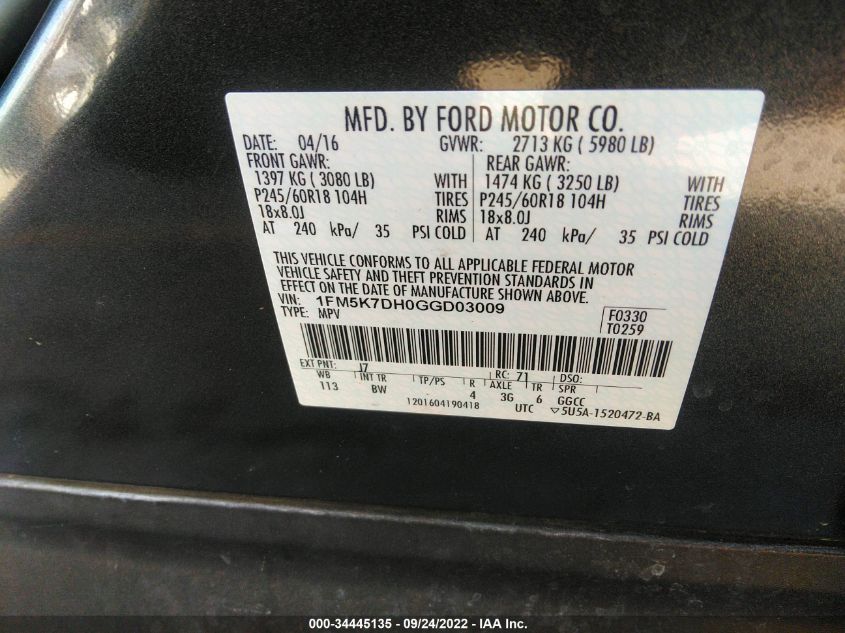 MFD. BY FORD MOTOR CO.
DATE: 04/16 GVWR: 2713 KG ( 5980 LB)
FRONT GAWR: REAR GAWR:
1397 KG ( 3080 LB) WITH 1474 KG ( 3250 LB) WITH
P245/60R18 104H TIRES P245/60R18 104H TIRES
18x8.0J RIMS 18x8.0J RIMS
AT 240 kPa/ 35 PSI COLD AT 240 kPa/ 35 PSI COLD
THIS VEHICLE CONFORMS TO ALL APPLICABLE FEDERAL MOTOR
VEHICLE SAFETY AND THEFT PREVENTION STANDARDS IN
EFFECT ON THE DATE OF MANUFACTURE SHOWN ABOVE.
VIN: 1FM5K7DH0GGD03009
TYPE: MPV
F0330
T0259
EXT PNT: J7 RC: 71 DSO:
WB INT TR TP/PS R AXLE TR SPR
113 BW 4 3G 6 GGCC
1201604190418 UTC ▽5U5A-1520472-BA
000-34445135 - 09/24/2022 - IAA Inc.